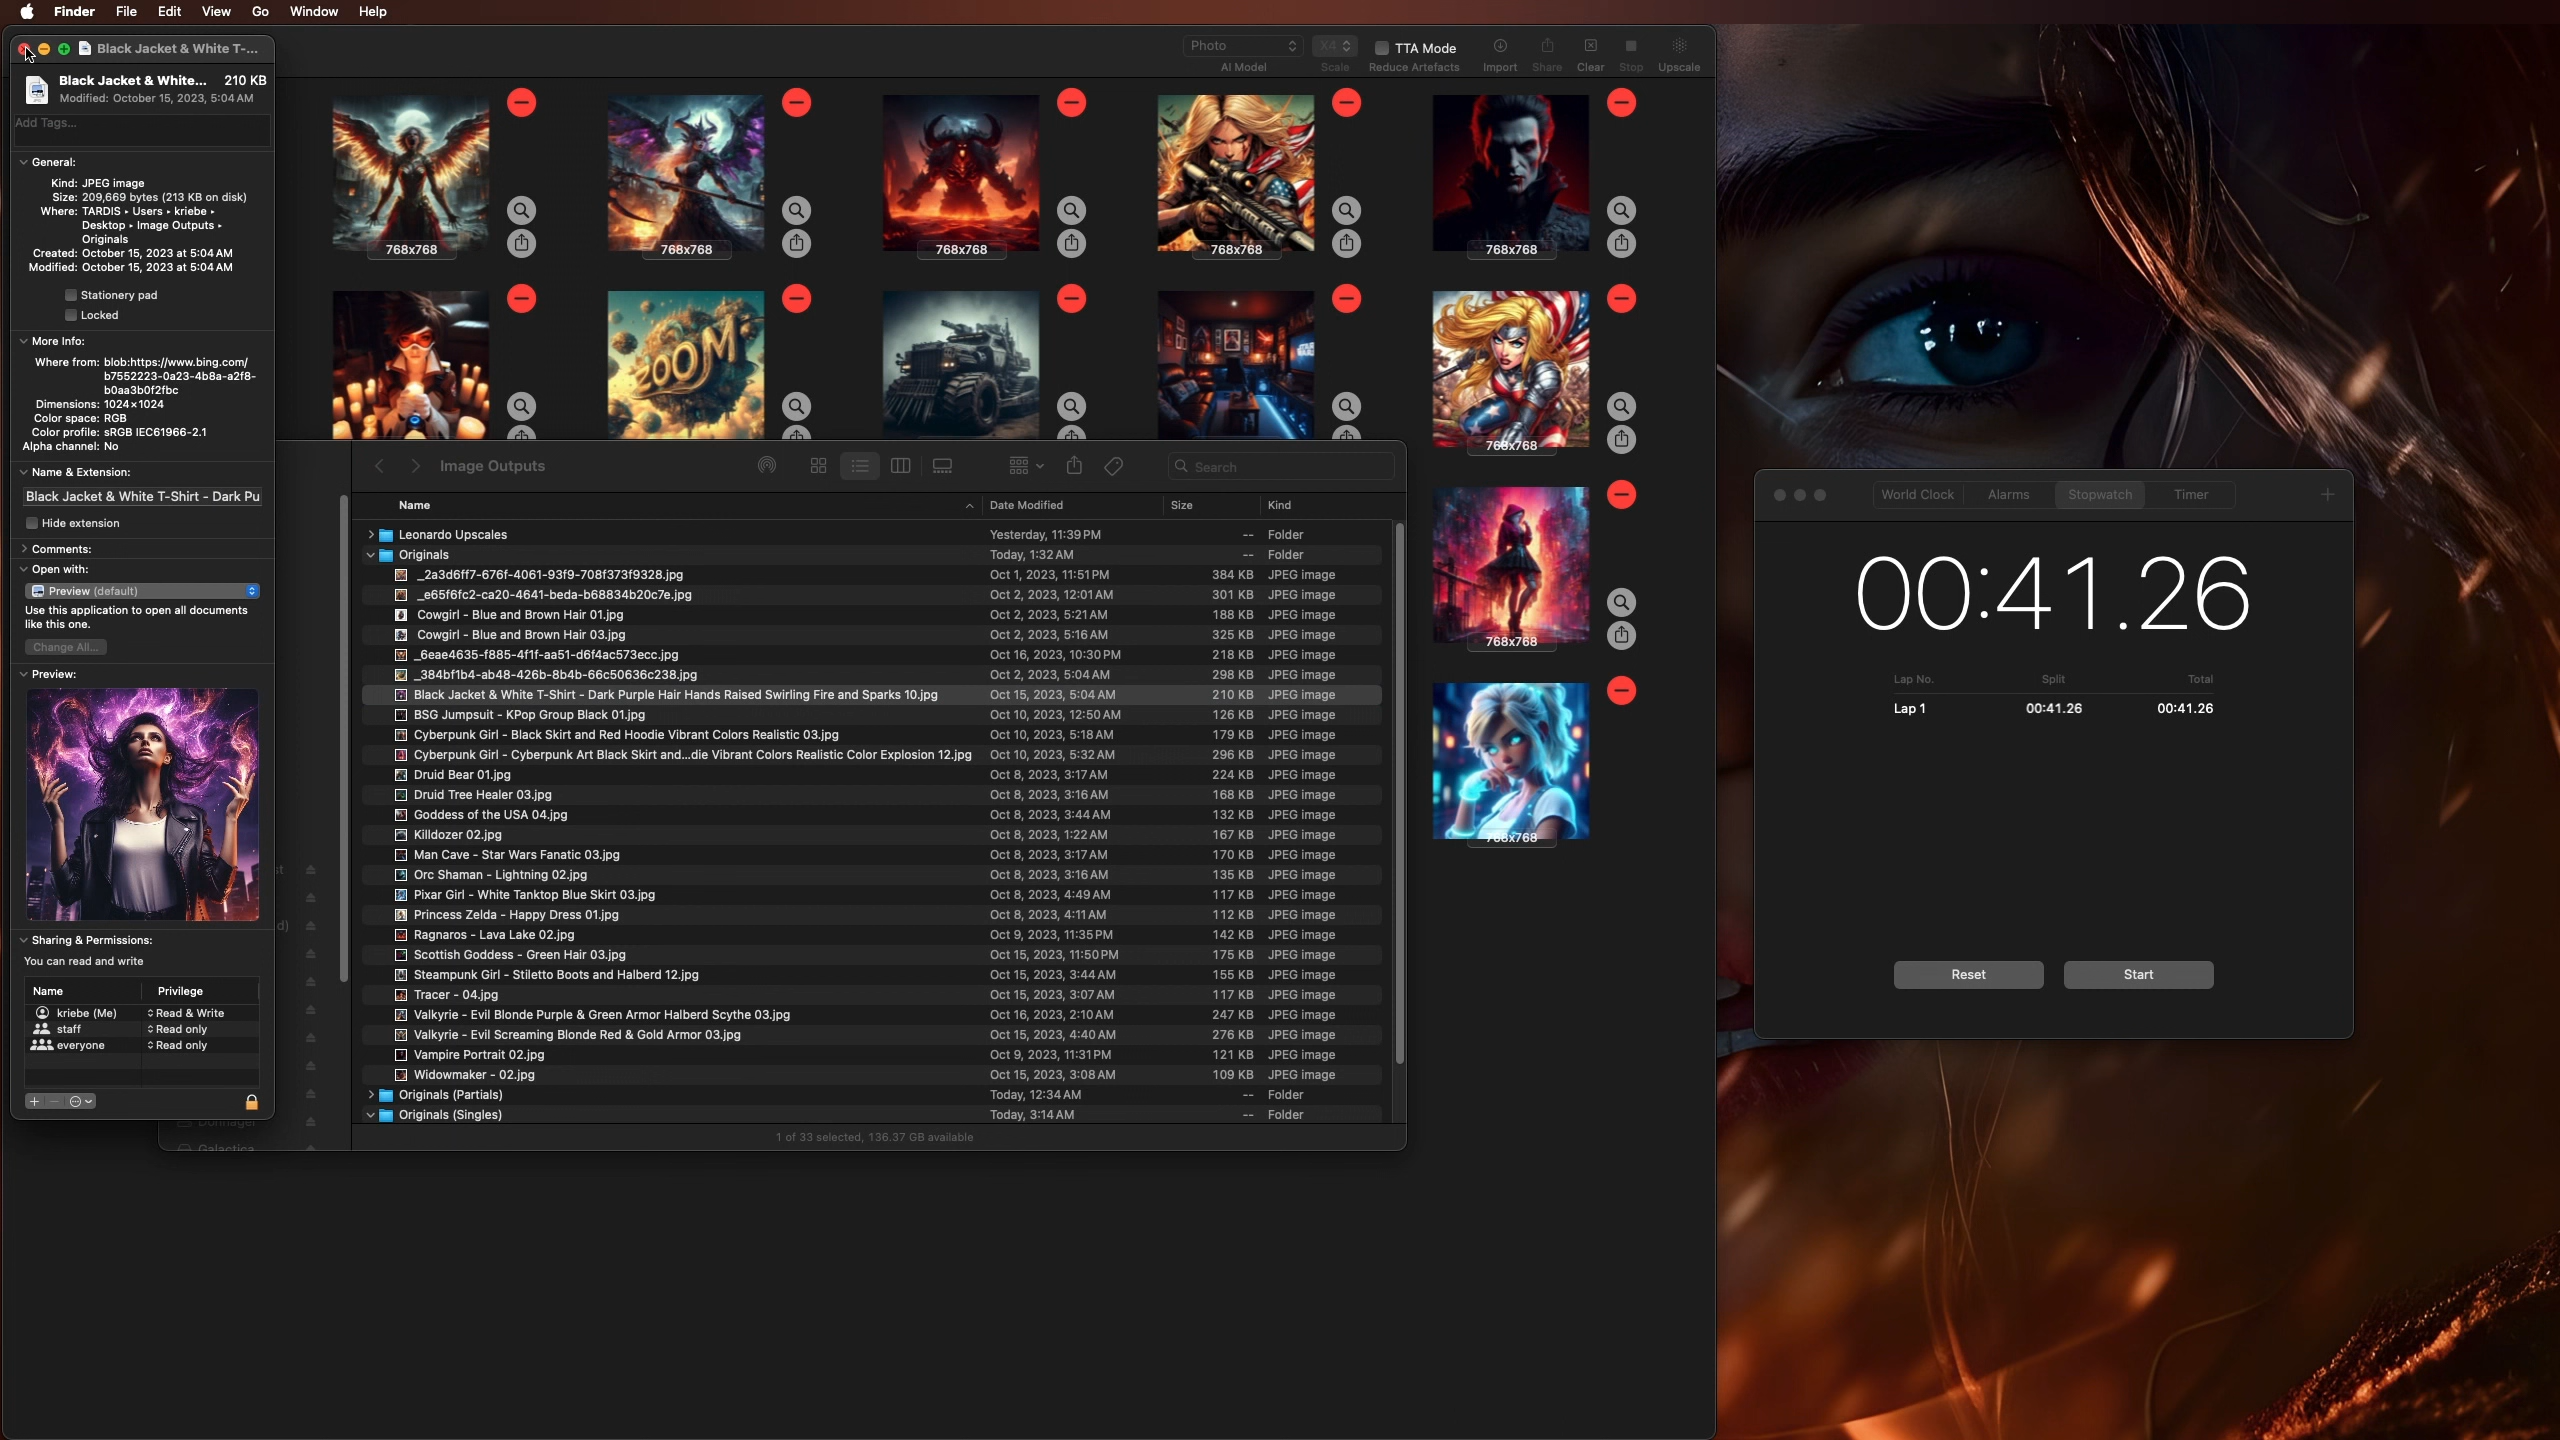 Finder File Edit View Go Window Help
Black Jacket & White T-...
Black Jacket & White... 210 KB
Modified: October 15, 2023, 5:04 AM
Add Tags...
General:
Kind: JPEG image
Size: 209,669 bytes (213 KB on disk)
Where: TARDIS ▸ Users ▸ kriebe ▸
Desktop ▸ Image Outputs ▸
Originals
Created: October 15, 2023 at 5:04 AM
Modified: October 15, 2023 at 5:04 AM
Stationery pad
Locked
More Info:
Where from: blob:https://www.bing.com/
b7552223-0a23-4b8a-a2f8-
b0aa3b0f2fbc
Dimensions: 1024×1024
Color space: RGB
Color profile: sRGB IEC61966-2.1
Alpha channel: No
Name & Extension:
Black Jacket & White T-Shirt - Dark Pu
Hide extension
Comments:
Open with:
Preview (default)
Use this application to open all documents
like this one.
Change All...
Preview:
Sharing & Permissions:
You can read and write
Name Privilege
kriebe (Me) Read & Write
staff Read only
everyone Read only
Photo X4 TTA Mode
AI Model Scale Reduce Artefacts Import Share Clear Stop Upscale
768x768 768x768 768x768 768x768 768x768
ZOOM
768x768
768x768
768x768
Galactica
Image Outputs Search
Name Date Modified Size Kind
Leonardo Upscales Yesterday, 11:39 PM -- Folder
Originals Today, 1:32 AM -- Folder
_2a3d6ff7-676f-4061-93f9-708f373f9328.jpg Oct 1, 2023, 11:51 PM 384 KB JPEG image
_e65f6fc2-ca20-4641-beda-b68834b20c7e.jpg Oct 2, 2023, 12:01 AM 301 KB JPEG image
Cowgirl - Blue and Brown Hair 01.jpg Oct 2, 2023, 5:21 AM 188 KB JPEG image
Cowgirl - Blue and Brown Hair 03.jpg Oct 2, 2023, 5:16 AM 325 KB JPEG image
_6eae4635-f885-4f1f-aa51-d6f4ac573ecc.jpg Oct 16, 2023, 10:30 PM 218 KB JPEG image
_384bf1b4-ab48-426b-8b4b-66c50636c238.jpg Oct 2, 2023, 5:04 AM 298 KB JPEG image
Black Jacket & White T-Shirt - Dark Purple Hair Hands Raised Swirling Fire and Sparks 10.jpg Oct 15, 2023, 5:04 AM 210 KB JPEG image
BSG Jumpsuit - KPop Group Black 01.jpg Oct 10, 2023, 12:50 AM 126 KB JPEG image
Cyberpunk Girl - Black Skirt and Red Hoodie Vibrant Colors Realistic 03.jpg Oct 10, 2023, 5:18 AM 179 KB JPEG image
Cyberpunk Girl - Cyberpunk Art Black Skirt and...die Vibrant Colors Realistic Color Explosion 12.jpg Oct 10, 2023, 5:32 AM 296 KB JPEG image
Druid Bear 01.jpg Oct 8, 2023, 3:17 AM 224 KB JPEG image
Druid Tree Healer 03.jpg Oct 8, 2023, 3:16 AM 168 KB JPEG image
Goddess of the USA 04.jpg Oct 8, 2023, 3:44 AM 132 KB JPEG image
Killdozer 02.jpg Oct 8, 2023, 1:22 AM 167 KB JPEG image
Man Cave - Star Wars Fanatic 03.jpg Oct 8, 2023, 3:17 AM 170 KB JPEG image
Orc Shaman - Lightning 02.jpg Oct 8, 2023, 3:16 AM 135 KB JPEG image
Pixar Girl - White Tanktop Blue Skirt 03.jpg Oct 8, 2023, 4:49 AM 117 KB JPEG image
Princess Zelda - Happy Dress 01.jpg Oct 8, 2023, 4:11 AM 112 KB JPEG image
Ragnaros - Lava Lake 02.jpg Oct 9, 2023, 11:35 PM 142 KB JPEG image
Scottish Goddess - Green Hair 03.jpg Oct 15, 2023, 11:50 PM 175 KB JPEG image
Steampunk Girl - Stiletto Boots and Halberd 12.jpg Oct 15, 2023, 3:44 AM 155 KB JPEG image
Tracer - 04.jpg Oct 15, 2023, 3:07 AM 117 KB JPEG image
Valkyrie - Evil Blonde Purple & Green Armor Halberd Scythe 03.jpg Oct 16, 2023, 2:10 AM 247 KB JPEG image
Valkyrie - Evil Screaming Blonde Red & Gold Armor 03.jpg Oct 15, 2023, 4:40 AM 276 KB JPEG image
Vampire Portrait 02.jpg Oct 9, 2023, 11:31 PM 121 KB JPEG image
Widowmaker - 02.jpg Oct 15, 2023, 3:08 AM 109 KB JPEG image
Originals (Partials) Today, 12:34 AM -- Folder
Originals (Singles) Today, 3:14 AM -- Folder
1 of 33 selected, 136.37 GB available
World Clock Alarms Stopwatch Timer
00:41.26
Lap No. Split Total
Lap 1 00:41.26 00:41.26
Reset Start